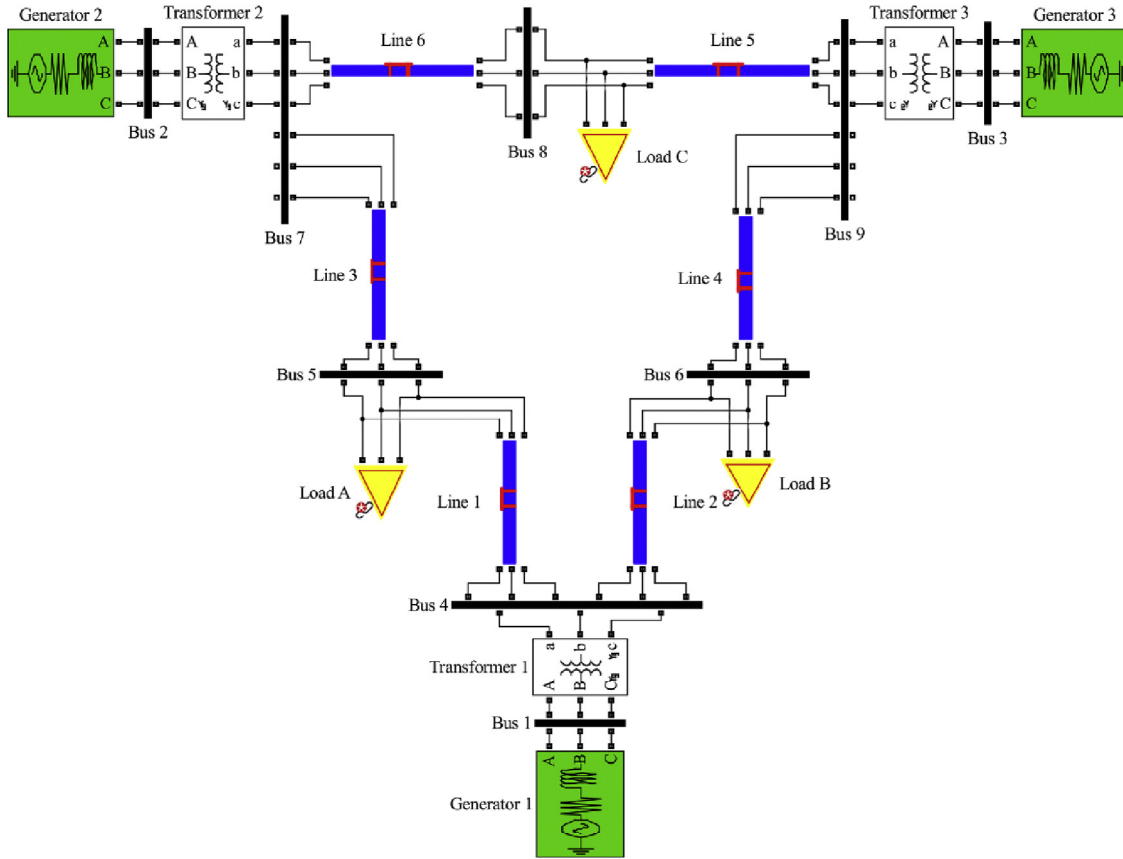 Generator 2
Transformer 2
Transformer 3
Generator 3
Line 6
Line 5
A
B
C
A
B
C
a
b
c
a
b
c
A
B
C
A
B
C
Bus 2
Bus 8
Load C
Bus 3
Bus 7
Bus 9
Line 3
Line 4
Bus 5
Bus 6
Load A
Line 1
Line 2
Load B
Bus 4
a
b
c
Transformer 1
A
B
C
Bus 1
A
B
C
Generator 1